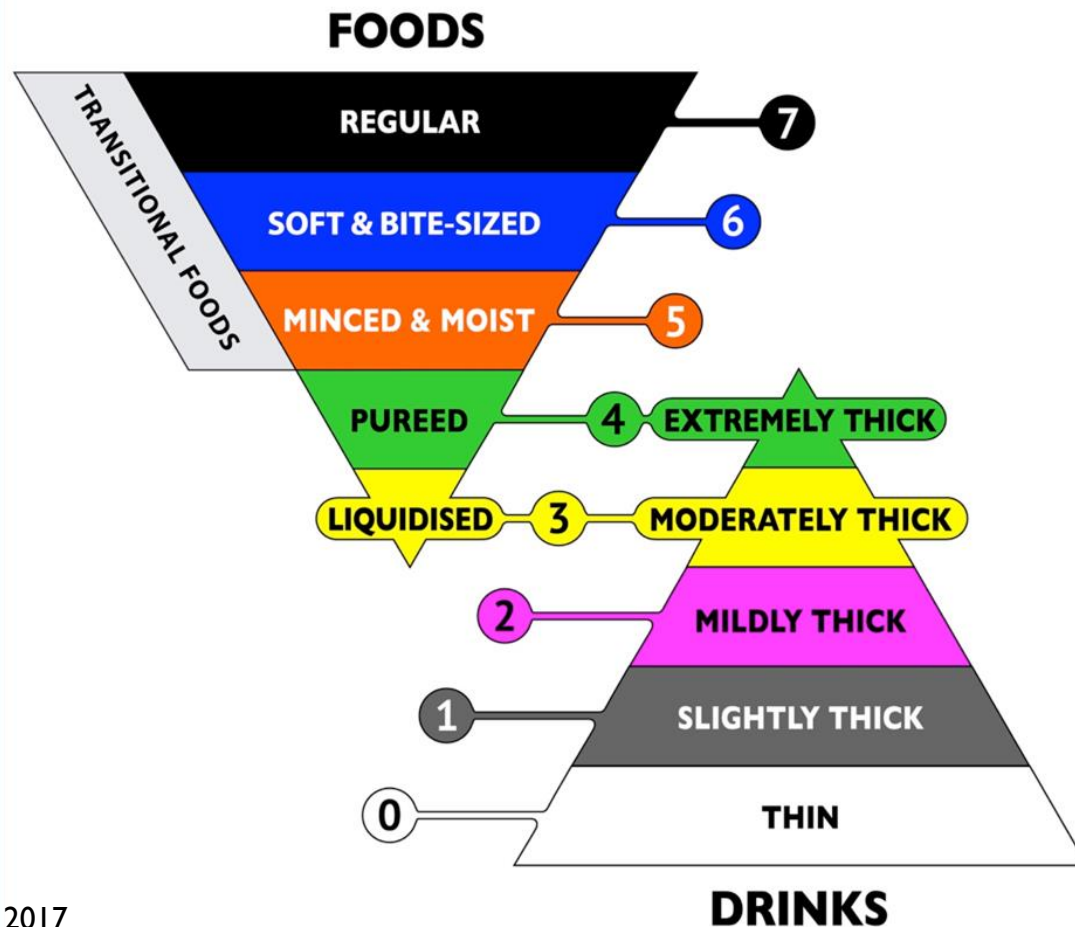 FOODS
TRANSITIONAL FOODS
REGULAR
7
SOFT & BITE-SIZED
6
MINCED & MOIST
5
PUREED
4
EXTREMELY THICK
LIQUIDISED
3
MODERATELY THICK
2
MILDLY THICK
1
SLIGHTLY THICK
0
THIN
DRINKS
2017